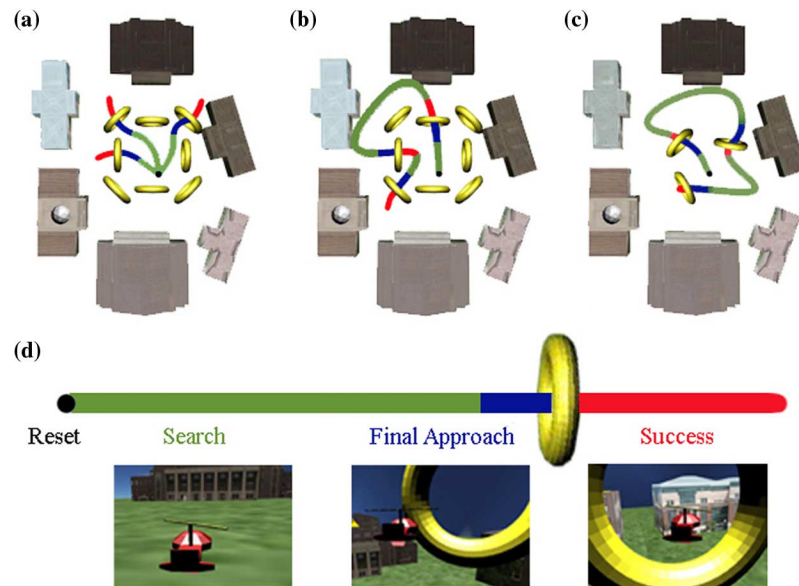 (a)
(b)
(c)
(d)
Reset
Search
Final Approach
Success